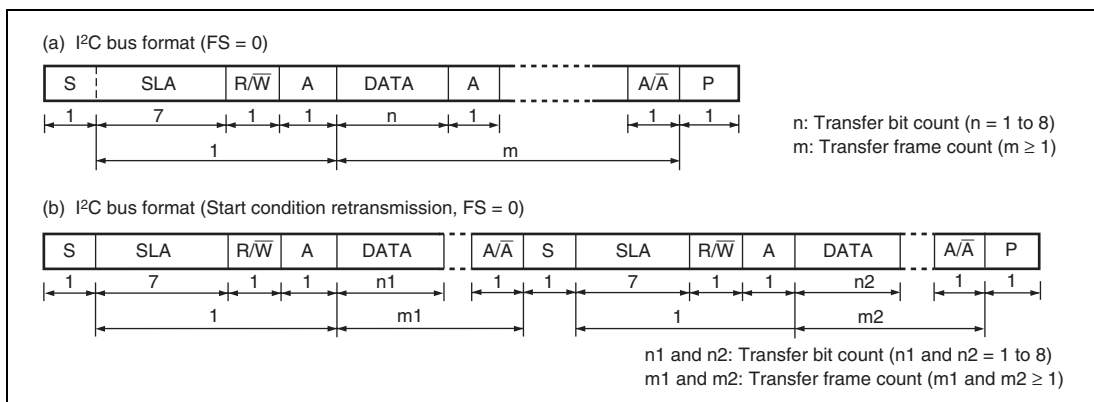 (a) I²C bus format (FS = 0)
S SLA R/W̅ A DATA A A/A̅ P
1 7 1 1 n 1 1 1
1 m
n: Transfer bit count (n = 1 to 8)
m: Transfer frame count (m ≥ 1)
(b) I²C bus format (Start condition retransmission, FS = 0)
S SLA R/W̅ A DATA A/A̅ S SLA R/W̅ A DATA A/A̅ P
1 7 1 1 n1 1 1 7 1 1 n2 1 1
1 m1 1 m2
n1 and n2: Transfer bit count (n1 and n2 = 1 to 8)
m1 and m2: Transfer frame count (m1 and m2 ≥ 1)